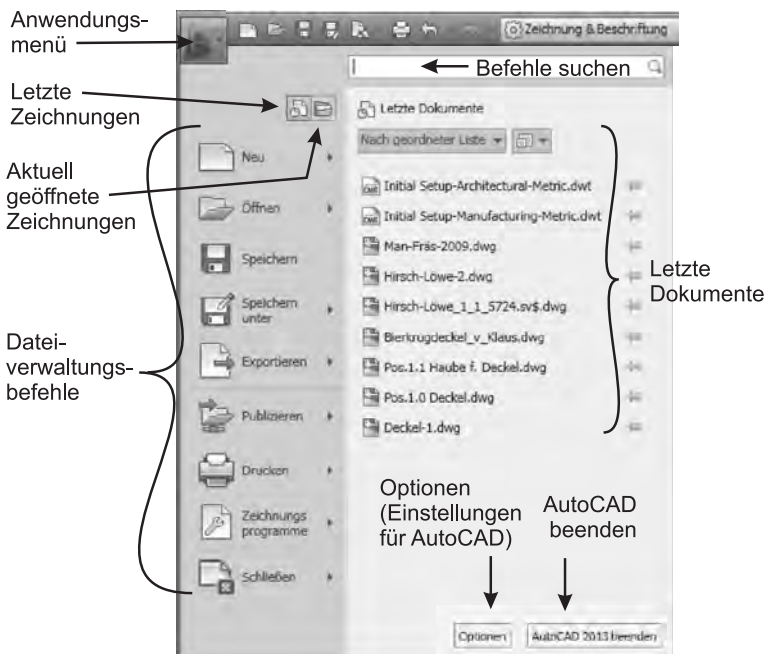 Anwendungs-
menü
Zeichnung & Beschriftung
Befehle suchen
Letzte
Zeichnungen
Aktuell
geöffnete
Zeichnungen
Datei-
verwaltungs-
befehle
Neu
Öffnen
Speichern
Speichern
unter
Exportieren
Publizieren
Drucken
Zeichnungs
programme
Schließen
Letzte Dokumente
Nach geordneter Liste
Initial Setup-Architectural-Metric.dwt
Initial Setup-Manufacturing-Metric.dwt
Man-Fräs-2009.dwg
Hirsch-Löwe-2.dwg
Hirsch-Löwe_1_1_5724.sv$.dwg
Bierkrugdeckel_v_Klaus.dwg
Pos.1.1 Haube f. Deckel.dwg
Pos.1.0 Deckel.dwg
Deckel-1.dwg
Letzte
Dokumente
Optionen
(Einstellungen
für AutoCAD)
AutoCAD
beenden
Optionen
AutoCAD 2013 beenden